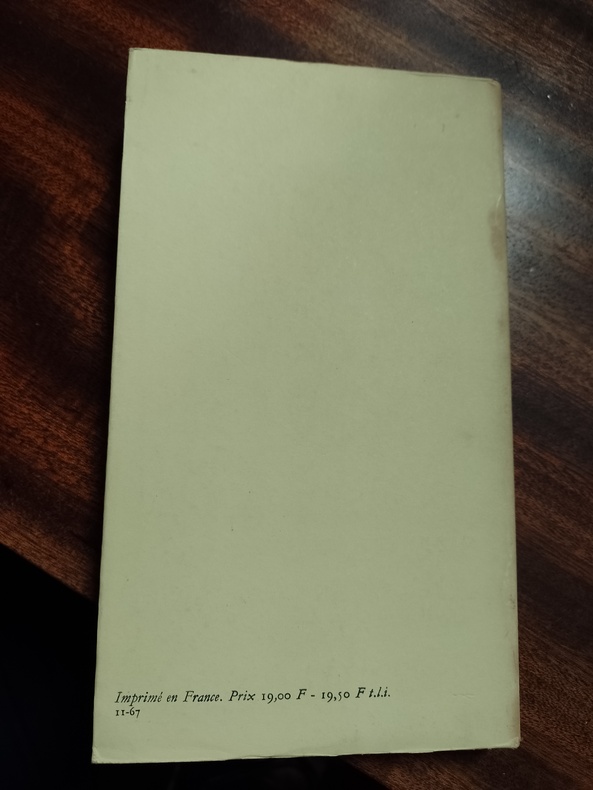 Imprimé en France. Prix 19,00 F - 19,50 F t.l.i.
11-67